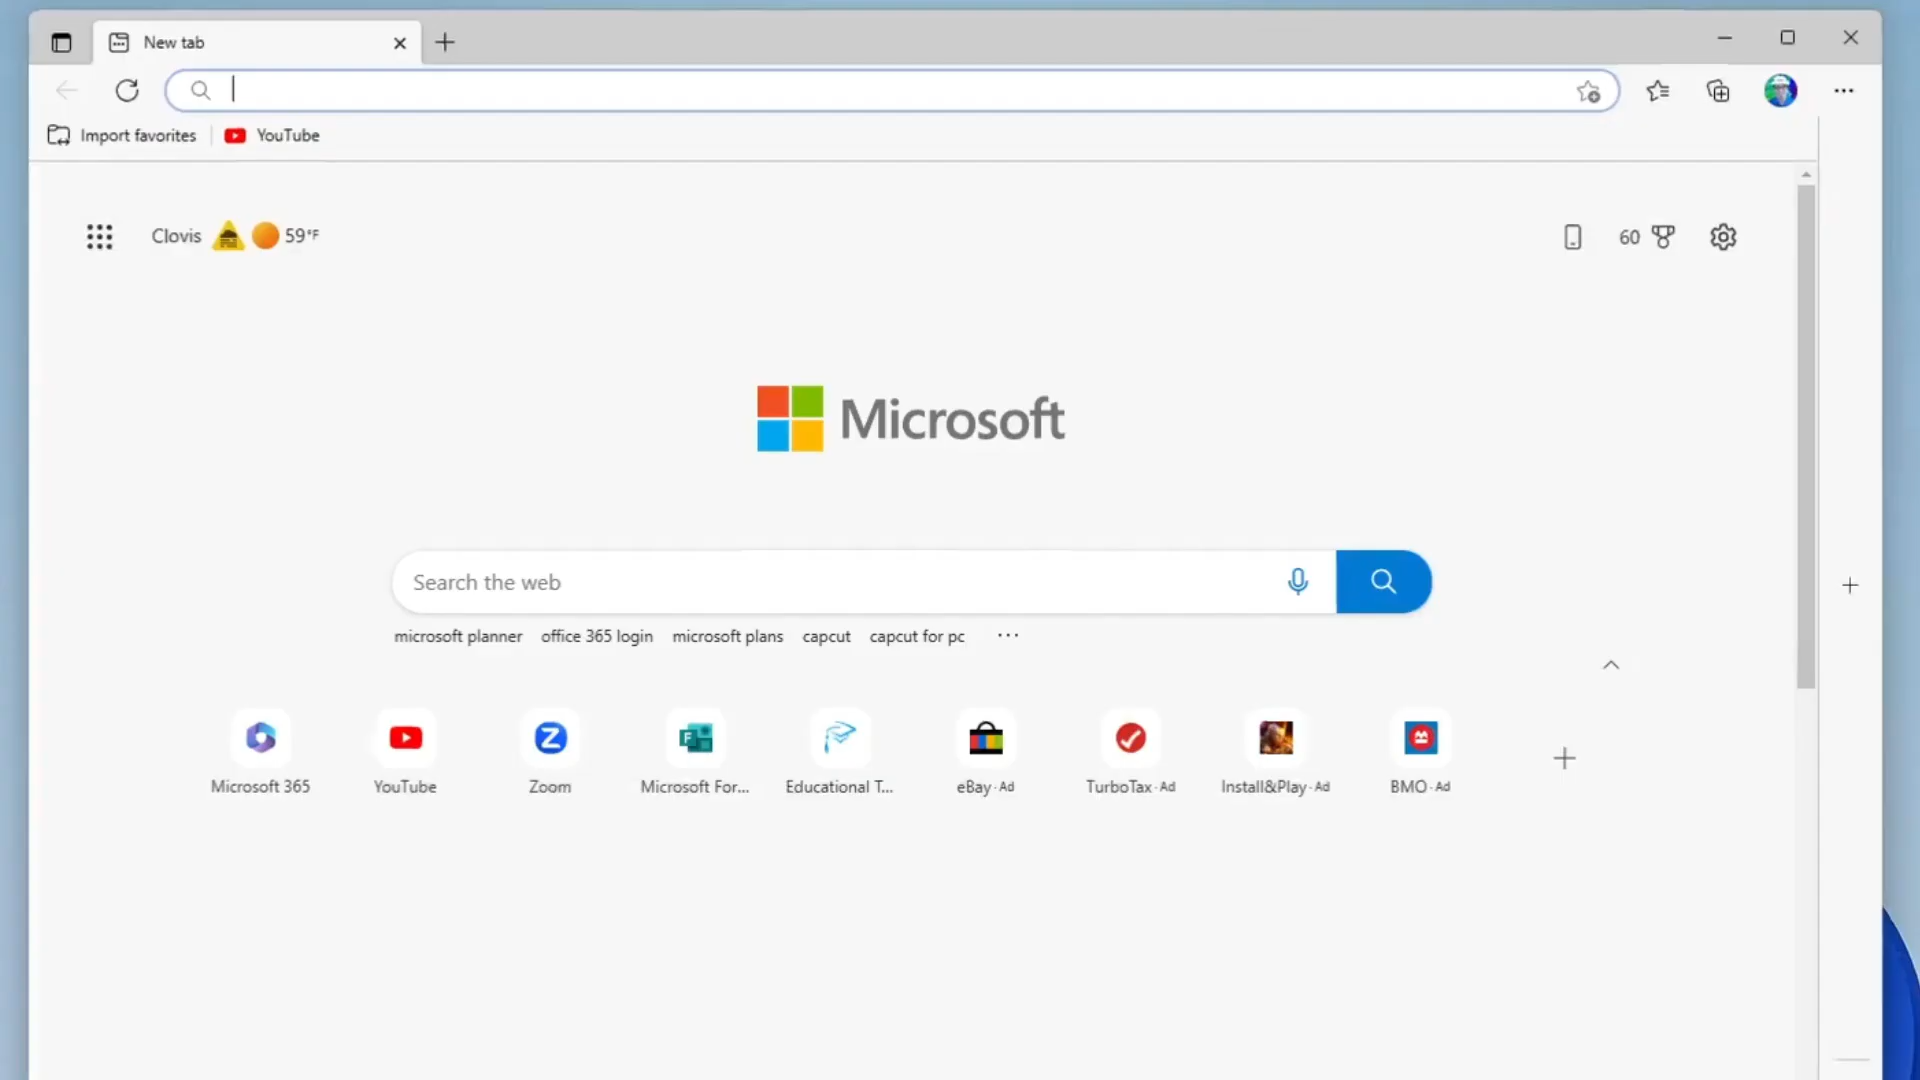 New tab
Import favorites
YouTube
Clovis
59°F
60
Microsoft
Search the web
microsoft planner office 365 login microsoft plans capcut capcut for pc ...
Microsoft 365
YouTube
Zoom
Microsoft For...
Educational T...
eBay · Ad
TurboTax · Ad
Install&Play · Ad
BMO · Ad